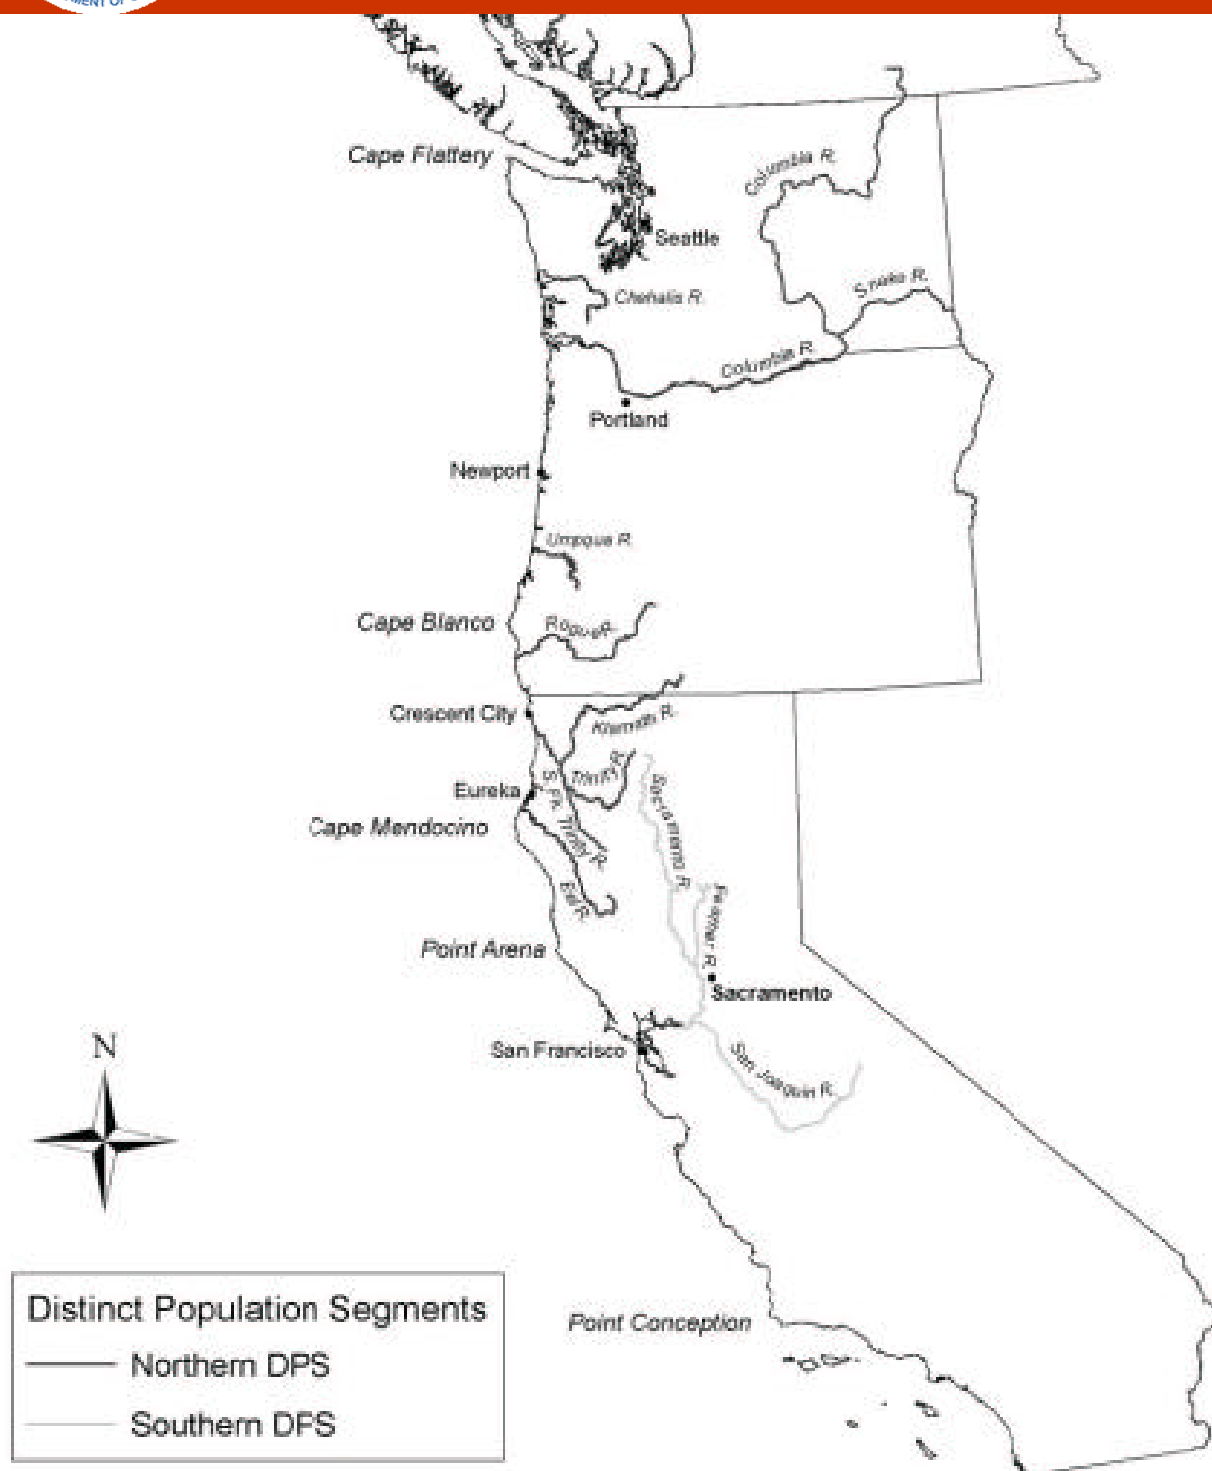 MENT OF
Cape Flattery
Columbia R.
Seattle
Snake R.
Chehalis R.
Columbia R.
Portland
Newport
Umpqua R.
Cape Blanco
Rogue R.
Crescent City
Klamath R.
Trinity R.
S. Fk. Trinity R.
Sacramento R.
Eureka
Cape Mendocino
Eel R.
Feather R.
Point Arena
Sacramento
N
San Francisco
San Joaquin R.
Distinct Population Segments
Point Conception
Northern DPS
Southern DPS